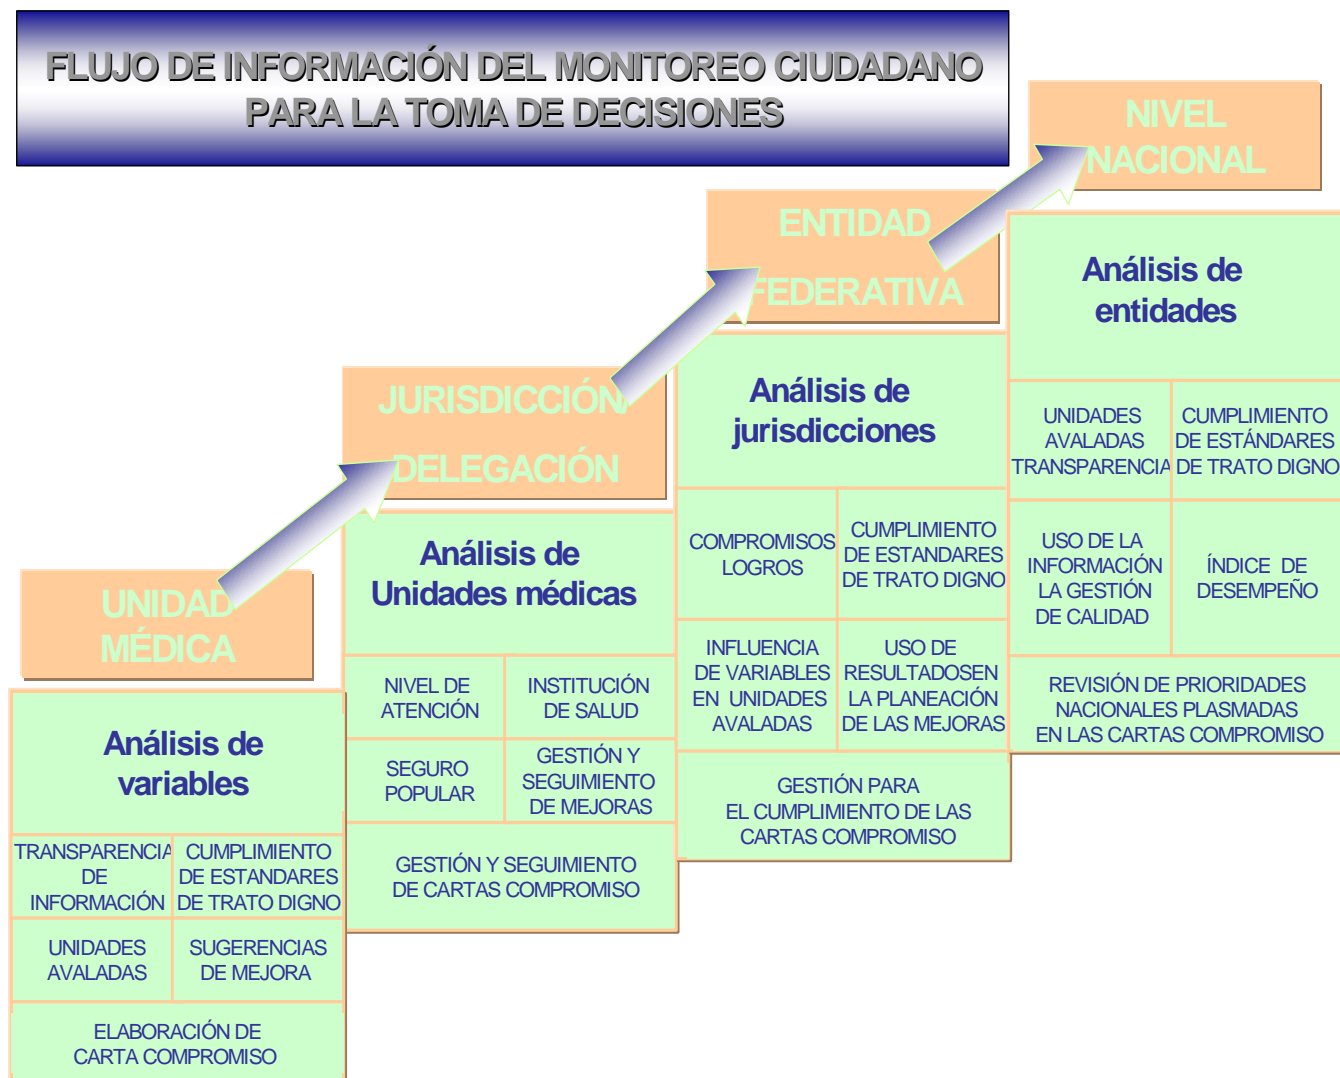 FLUJO DE INFORMACIÓN DEL MONITOREO CIUDADANO
PARA LA TOMA DE DECISIONES
NIVEL
NACIONAL
ENTIDAD
FEDERATIVA
JURISDICCIÓN/
DELEGACIÓN
UNIDAD
MÉDICA
Análisis de
variables
TRANSPARENCIA
DE
INFORMACIÓN
CUMPLIMIENTO
DE ESTANDARES
DE TRATO DIGNO
UNIDADES
AVALADAS
SUGERENCIAS
DE MEJORA
ELABORACIÓN DE
CARTA COMPROMISO
Análisis de
Unidades médicas
NIVEL DE
ATENCIÓN
INSTITUCIÓN
DE SALUD
SEGURO
POPULAR
GESTIÓN Y
SEGUIMIENTO
DE MEJORAS
GESTIÓN Y SEGUIMIENTO
DE CARTAS COMPROMISO
Análisis de
jurisdicciones
COMPROMISOS
LOGROS
CUMPLIMIENTO
DE ESTANDARES
DE TRATO DIGNO
INFLUENCIA
DE VARIABLES
EN UNIDADES
AVALADAS
USO DE
RESULTADOSEN
LA PLANEACIÓN
DE LAS MEJORAS
GESTIÓN PARA
EL CUMPLIMIENTO DE LAS
CARTAS COMPROMISO
Análisis de
entidades
UNIDADES
AVALADAS
TRANSPARENCIA
CUMPLIMIENTO
DE ESTÁNDARES
DE TRATO DIGNO
USO DE LA
INFORMACIÓN
LA GESTIÓN
DE CALIDAD
ÍNDICE DE
DESEMPEÑO
REVISIÓN DE PRIORIDADES
NACIONALES PLASMADAS
EN LAS CARTAS COMPROMISO